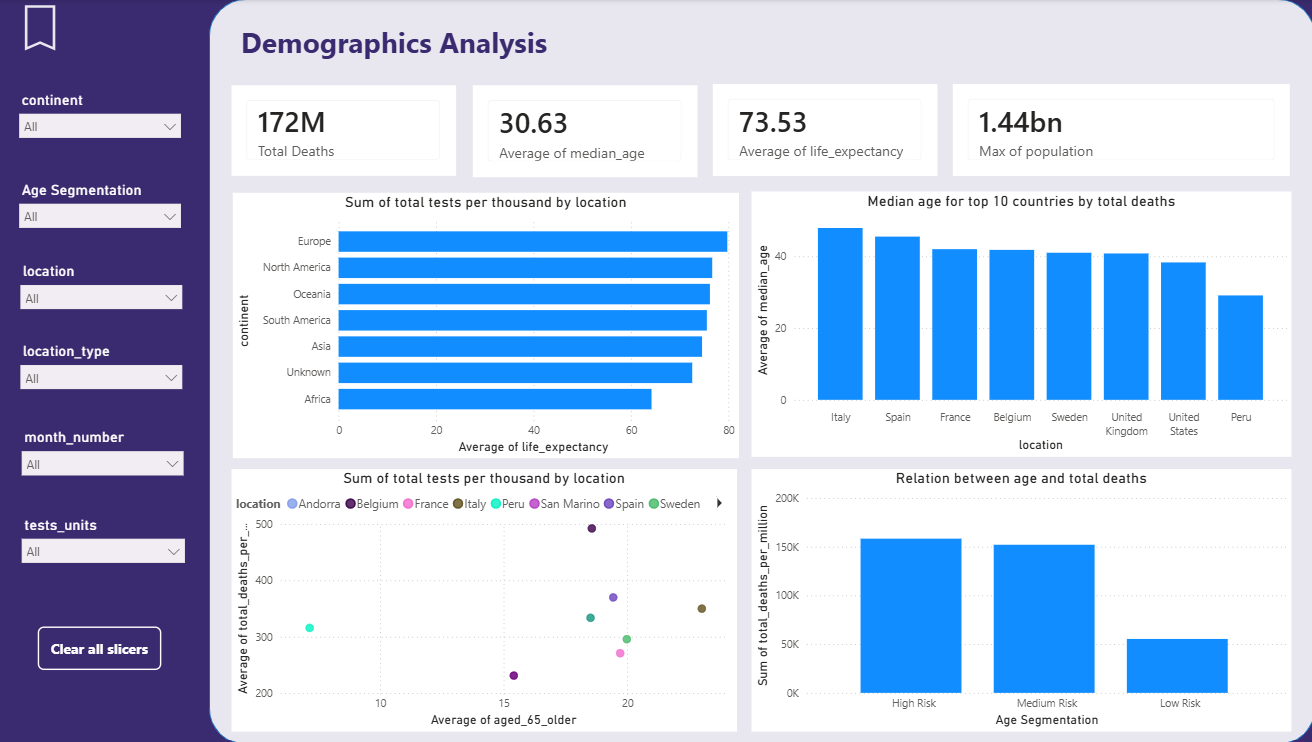 Demographics Analysis
continent
All
Age Segmentation
All
location
All
location_type
All
month_number
All
tests_units
All
Clear all slicers
172M
Total Deaths
30.63
Average of median_age
73.53
Average of life_expectancy
1.44bn
Max of population
Sum of total tests per thousand by location
continent
Europe
North America
Oceania
South America
Asia
Unknown
Africa
0 20 40 60 80
Average of life_expectancy
Median age for top 10 countries by total deaths
Average of median_age
40
20
0
Italy Spain France Belgium Sweden United Kingdom United States Peru
location
Sum of total tests per thousand by location
location Andorra Belgium France Italy Peru San Marino Spain Sweden
Average of total_deaths_per_...
500
400
300
200
10 15 20
Average of aged_65_older
Relation between age and total deaths
Sum of total_deaths_per_million
200K
150K
100K
50K
0K
High Risk Medium Risk Low Risk
Age Segmentation